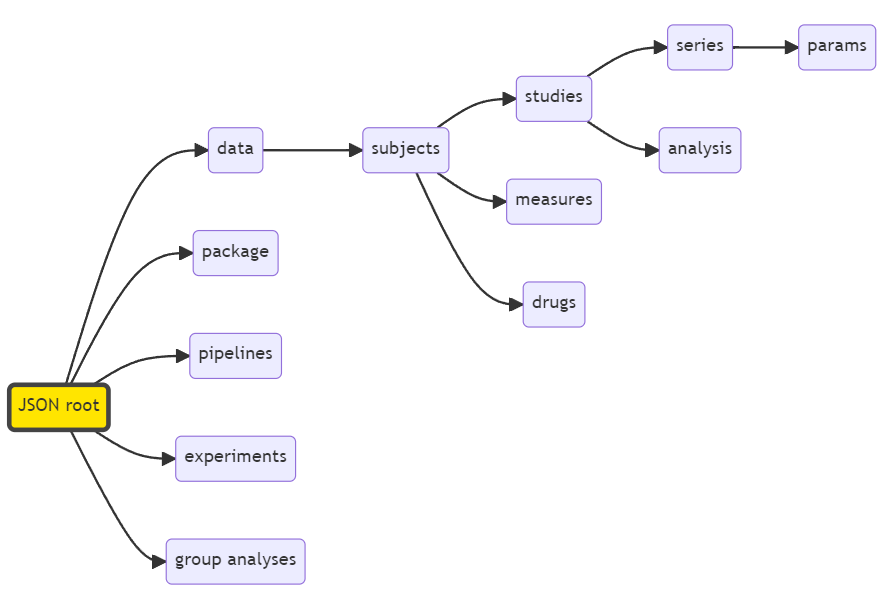 series
params
studies
data
subjects
analysis
measures
package
drugs
pipelines
JSON root
experiments
group analyses